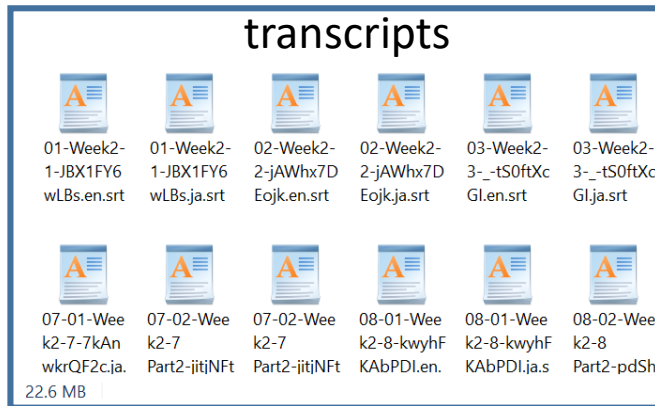 transcripts
01-Week2- 01-Week2- 02-Week2- 02-Week2- 03-Week2- 03-Week2-
1-JBX1FY6 1-JBX1FY6 2-jAWhx7D 2-jAWhx7D 3-_-tS0ftXc 3-_-tS0ftXc
wLBs.en.srt wLBs.ja.srt Eojk.en.srt Eojk.ja.srt GI.en.srt GI.ja.srt
07-01-Wee 07-02-Wee 07-02-Wee 08-01-Wee 08-01-Wee 08-02-Wee
k2-7-7kAn k2-7 k2-7 k2-8-kwyhF k2-8-kwyhF k2-8
wkrQF2c.ja. Part2-jitjNFt Part2-jitjNFt KAbPDI.en. KAbPDI.ja.s Part2-pdSh
22.6 MB